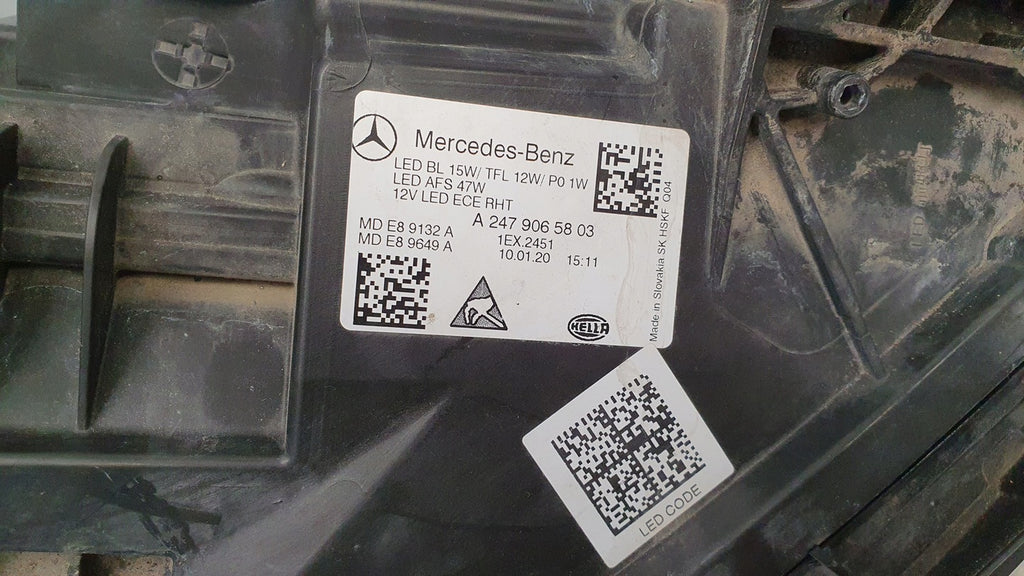 Mercedes-Benz
LED BL 15W/ TFL 12W/ P0 1W
LED AFS 47W
12V LED ECE RHT
A 247 906 58 03
MD E8 9132 A
1EX.2451
MD E8 9649 A
10.01.20 15:11
HELLA
Made in Slovakia SK HSKF Q04
LED CODE